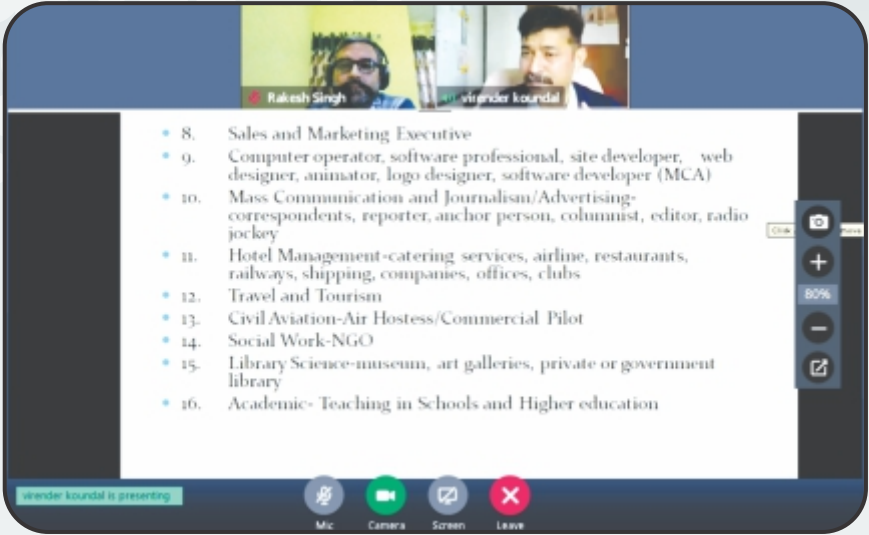 Rakesh Singh
virender koundal
8. Sales and Marketing Executive
9. Computer operator, software professional, site developer, web
designer, animator, logo designer, software developer (MCA)
10. Mass Communication and Journalism/Advertising-
correspondents, reporter, anchor person, columnist, editor, radio
jockey
11. Hotel Management-catering services, airline, restaurants,
railways, shipping, companies, offices, clubs
12. Travel and Tourism
13. Civil Aviation-Air Hostess/Commercial Pilot
14. Social Work-NGO
15. Library Science-museum, art galleries, private or government
library
16. Academic- Teaching in Schools and Higher education
Click
80%
virender koundal is presenting
Mic Camera Screen Leave